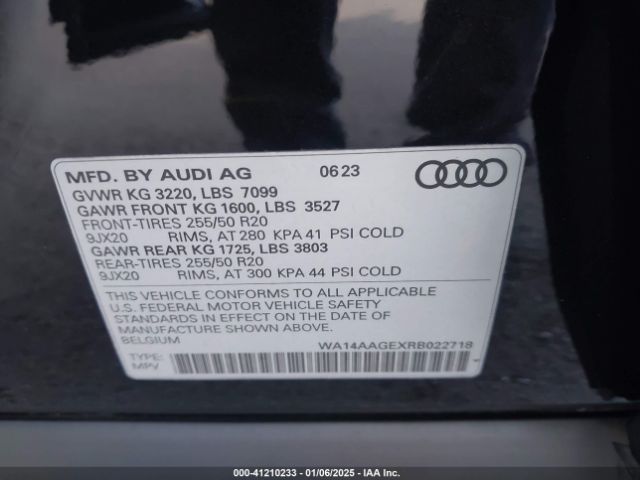 MFD. BY AUDI AG 0623
GVWR KG 3220, LBS 7099
GAWR FRONT KG 1600, LBS 3527
FRONT-TIRES 255/50 R20
9JX20 RIMS, AT 280 KPA 41 PSI COLD
GAWR REAR KG 1725, LBS 3803
REAR-TIRES 255/50 R20
9JX20 RIMS, AT 300 KPA 44 PSI COLD
THIS VEHICLE CONFORMS TO ALL APPLICABLE
U.S. FEDERAL MOTOR VEHICLE SAFETY
STANDARDS IN EFFECT ON THE DATE OF
MANUFACTURE SHOWN ABOVE.
BELGIUM WA14AAGEXRB022718
TYPE:
MPV
000-41210233 - 01/06/2025 - IAA Holdings, LLC.